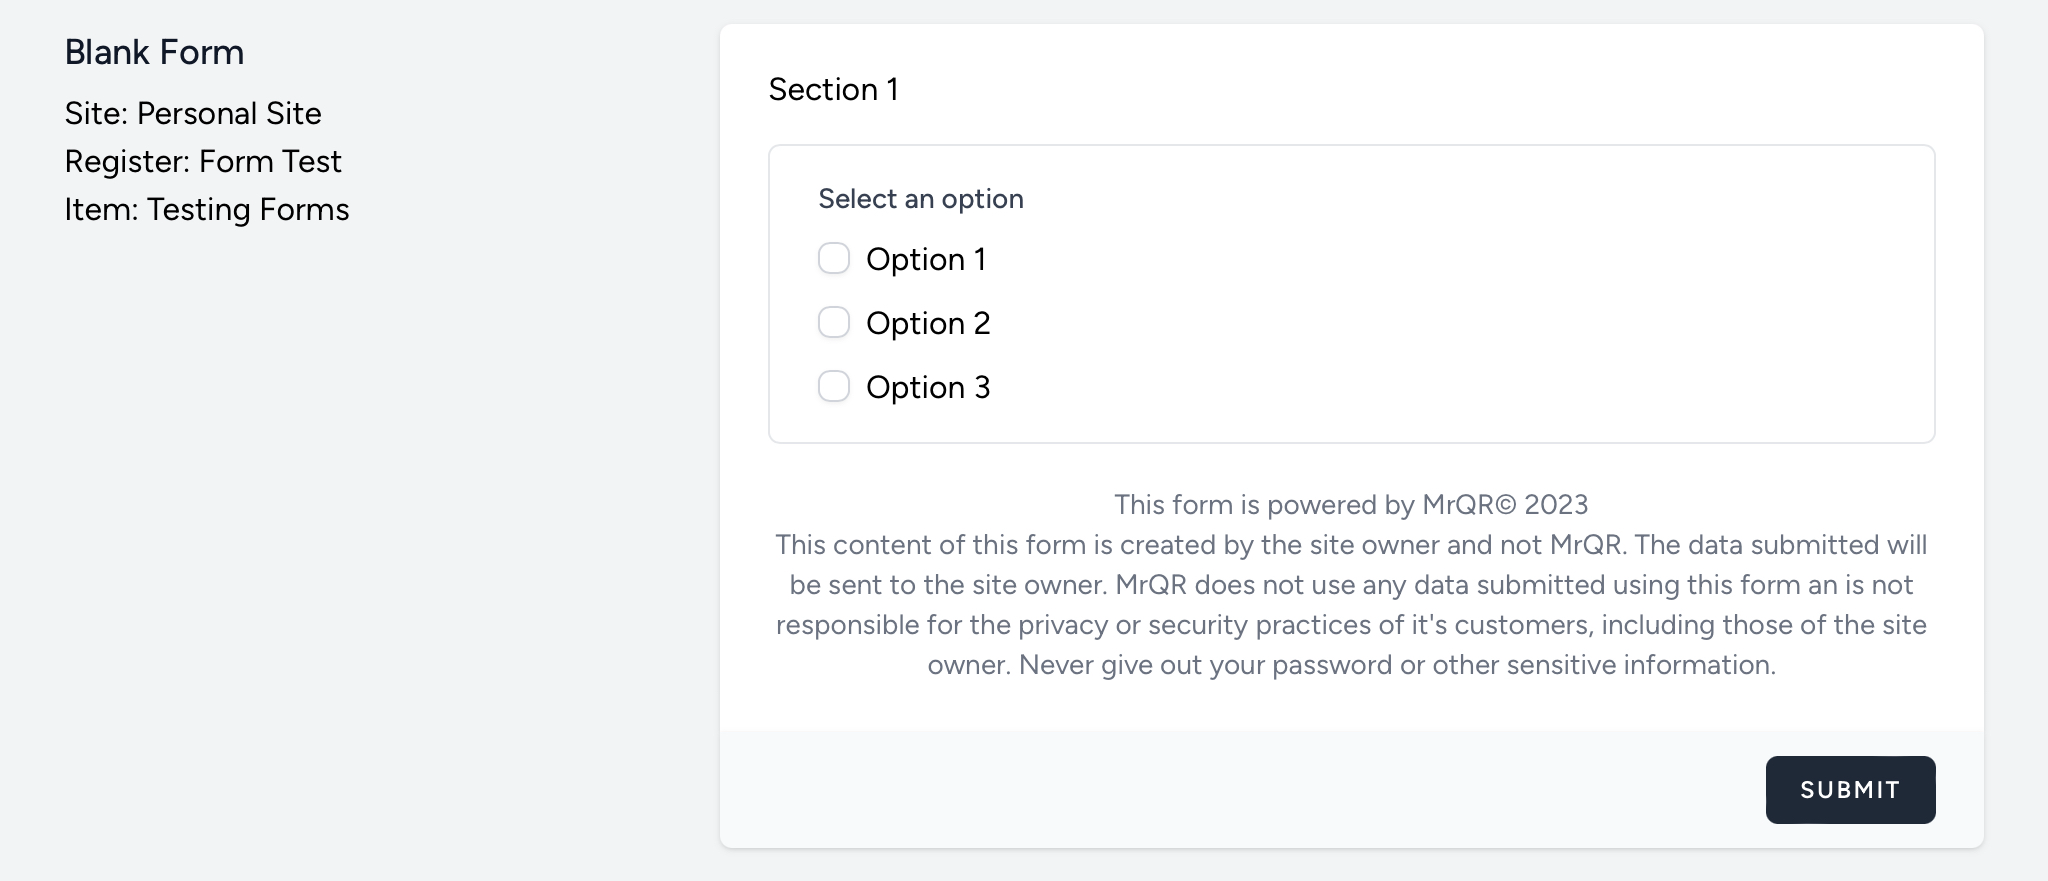 Blank Form
Site: Personal Site
Register: Form Test
Item: Testing Forms
Section 1
Select an option
Option 1
Option 2
Option 3
This form is powered by MrQR© 2023
This content of this form is created by the site owner and not MrQR. The data submitted will
be sent to the site owner. MrQR does not use any data submitted using this form an is not
responsible for the privacy or security practices of it's customers, including those of the site
owner. Never give out your password or other sensitive information.
SUBMIT